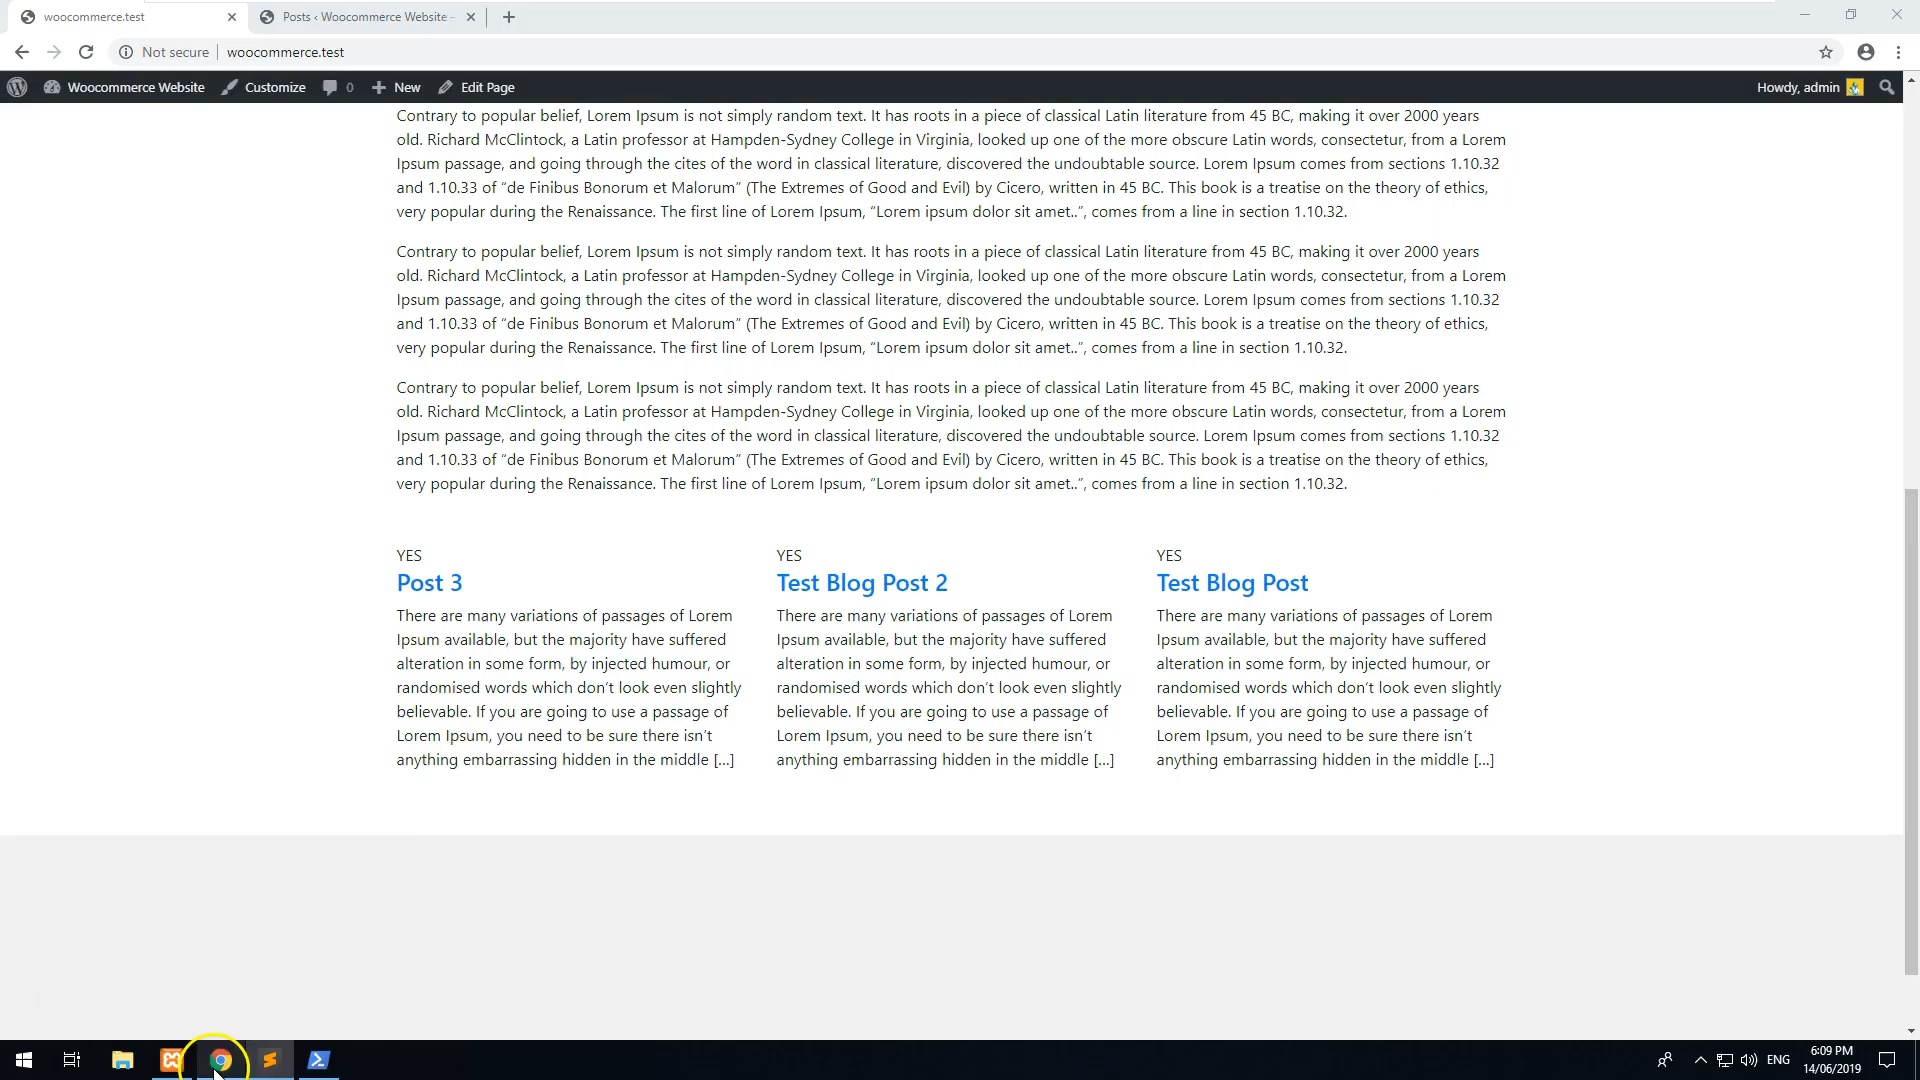 woocommerce.test
Posts ‹ Woocommerce Website –
Not secure
woocommerce.test
Woocommerce Website
Customize
0
New
Edit Page
Howdy, admin
Contrary to popular belief, Lorem Ipsum is not simply random text. It has roots in a piece of classical Latin literature from 45 BC, making it over 2000 years
old. Richard McClintock, a Latin professor at Hampden-Sydney College in Virginia, looked up one of the more obscure Latin words, consectetur, from a Lorem
Ipsum passage, and going through the cites of the word in classical literature, discovered the undoubtable source. Lorem Ipsum comes from sections 1.10.32
and 1.10.33 of “de Finibus Bonorum et Malorum” (The Extremes of Good and Evil) by Cicero, written in 45 BC. This book is a treatise on the theory of ethics,
very popular during the Renaissance. The first line of Lorem Ipsum, “Lorem ipsum dolor sit amet..”, comes from a line in section 1.10.32.
Contrary to popular belief, Lorem Ipsum is not simply random text. It has roots in a piece of classical Latin literature from 45 BC, making it over 2000 years
old. Richard McClintock, a Latin professor at Hampden-Sydney College in Virginia, looked up one of the more obscure Latin words, consectetur, from a Lorem
Ipsum passage, and going through the cites of the word in classical literature, discovered the undoubtable source. Lorem Ipsum comes from sections 1.10.32
and 1.10.33 of “de Finibus Bonorum et Malorum” (The Extremes of Good and Evil) by Cicero, written in 45 BC. This book is a treatise on the theory of ethics,
very popular during the Renaissance. The first line of Lorem Ipsum, “Lorem ipsum dolor sit amet..”, comes from a line in section 1.10.32.
Contrary to popular belief, Lorem Ipsum is not simply random text. It has roots in a piece of classical Latin literature from 45 BC, making it over 2000 years
old. Richard McClintock, a Latin professor at Hampden-Sydney College in Virginia, looked up one of the more obscure Latin words, consectetur, from a Lorem
Ipsum passage, and going through the cites of the word in classical literature, discovered the undoubtable source. Lorem Ipsum comes from sections 1.10.32
and 1.10.33 of “de Finibus Bonorum et Malorum” (The Extremes of Good and Evil) by Cicero, written in 45 BC. This book is a treatise on the theory of ethics,
very popular during the Renaissance. The first line of Lorem Ipsum, “Lorem ipsum dolor sit amet..”, comes from a line in section 1.10.32.
YES
Post 3
There are many variations of passages of Lorem
Ipsum available, but the majority have suffered
alteration in some form, by injected humour, or
randomised words which don’t look even slightly
believable. If you are going to use a passage of
Lorem Ipsum, you need to be sure there isn’t
anything embarrassing hidden in the middle […]
YES
Test Blog Post 2
There are many variations of passages of Lorem
Ipsum available, but the majority have suffered
alteration in some form, by injected humour, or
randomised words which don’t look even slightly
believable. If you are going to use a passage of
Lorem Ipsum, you need to be sure there isn’t
anything embarrassing hidden in the middle […]
YES
Test Blog Post
There are many variations of passages of Lorem
Ipsum available, but the majority have suffered
alteration in some form, by injected humour, or
randomised words which don’t look even slightly
believable. If you are going to use a passage of
Lorem Ipsum, you need to be sure there isn’t
anything embarrassing hidden in the middle […]
ENG
6:09 PM
14/06/2019